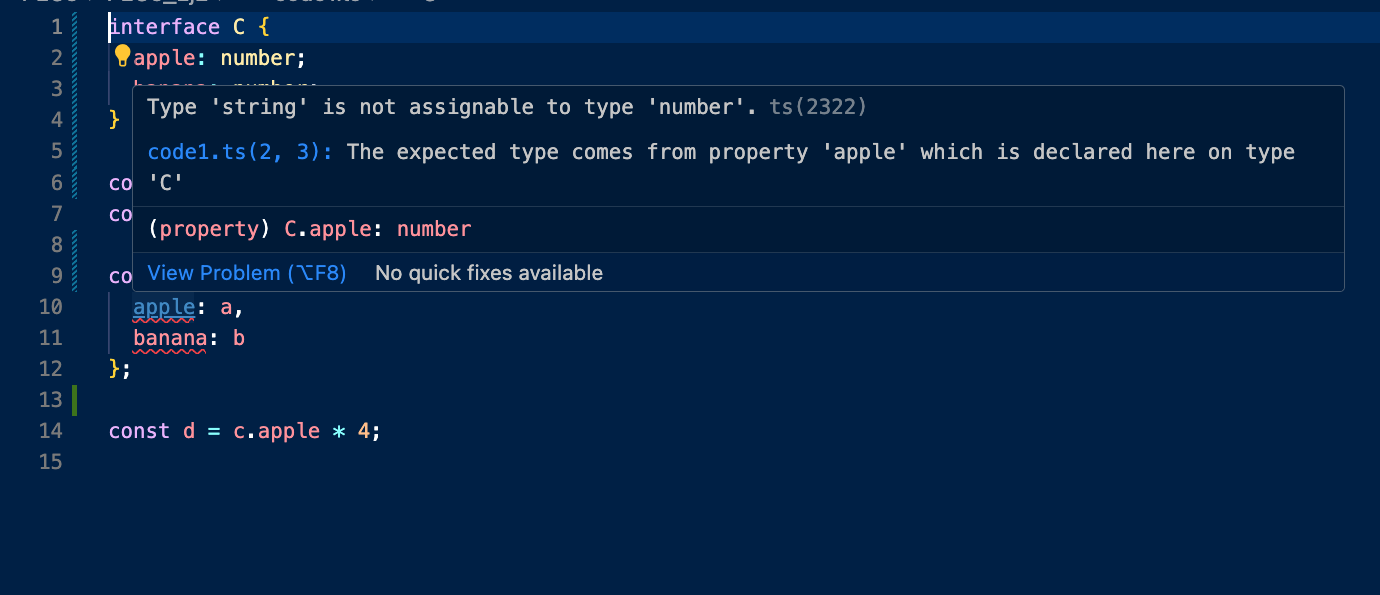 1 interface C {
2 apple: number;
3
Type 'string' is not assignable to type 'number'. ts(2322)
4 }
5 code1.ts(2, 3): The expected type comes from property 'apple' which is declared here on type
6 co 'C'
7 co (property) C.apple: number
8
9 co View Problem (⌥F8) No quick fixes available
10 apple: a,
11 banana: b
12 };
13
14 const d = c.apple * 4;
15